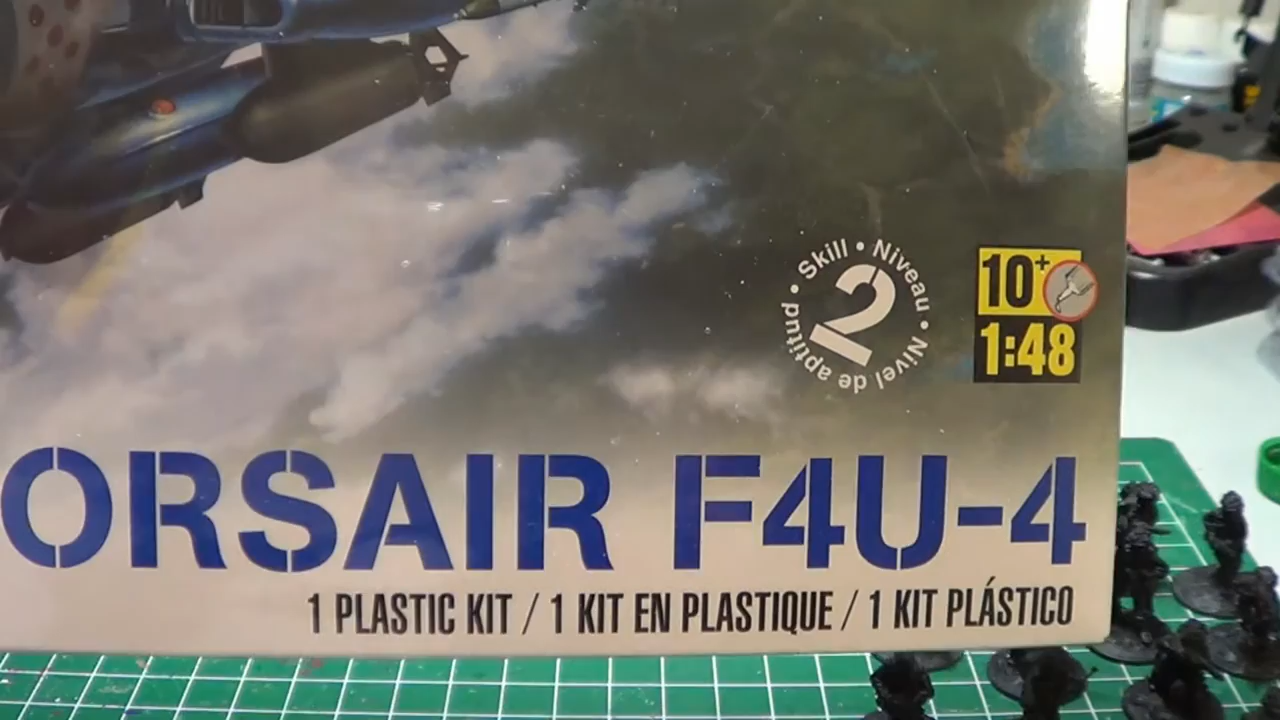 Skill • Niveau • Nivel de aptitud •
2
10+
1:48
ORSAIR F4U-4
1 PLASTIC KIT / 1 KIT EN PLASTIQUE / 1 KIT PLÁSTICO